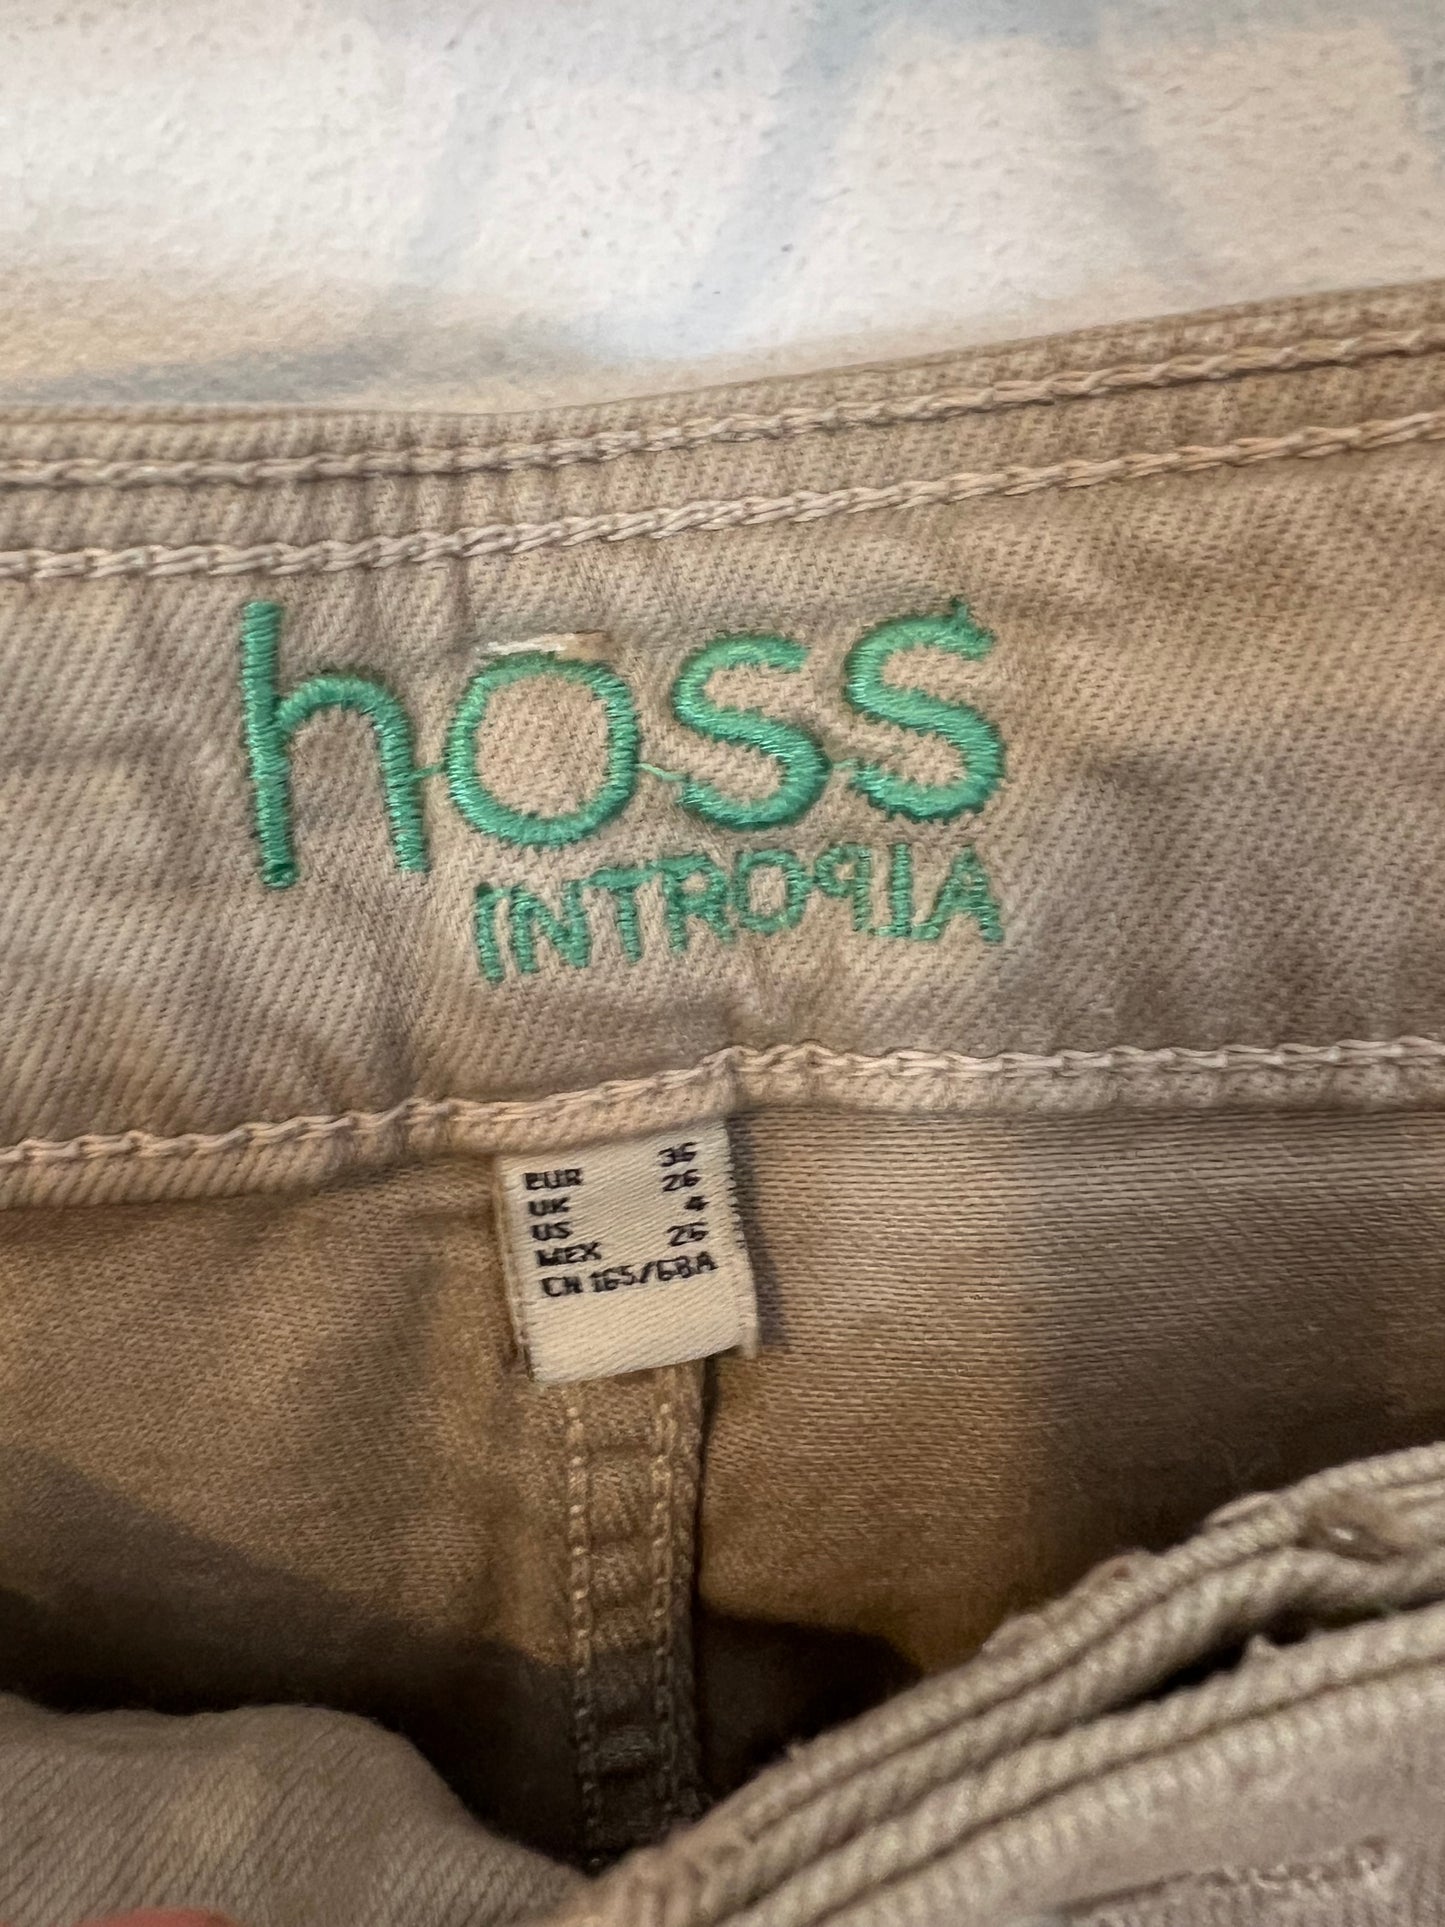 hoss
INTROPIA
EUR 36
UK 26
US 4
MEX 26
CN 165/68A